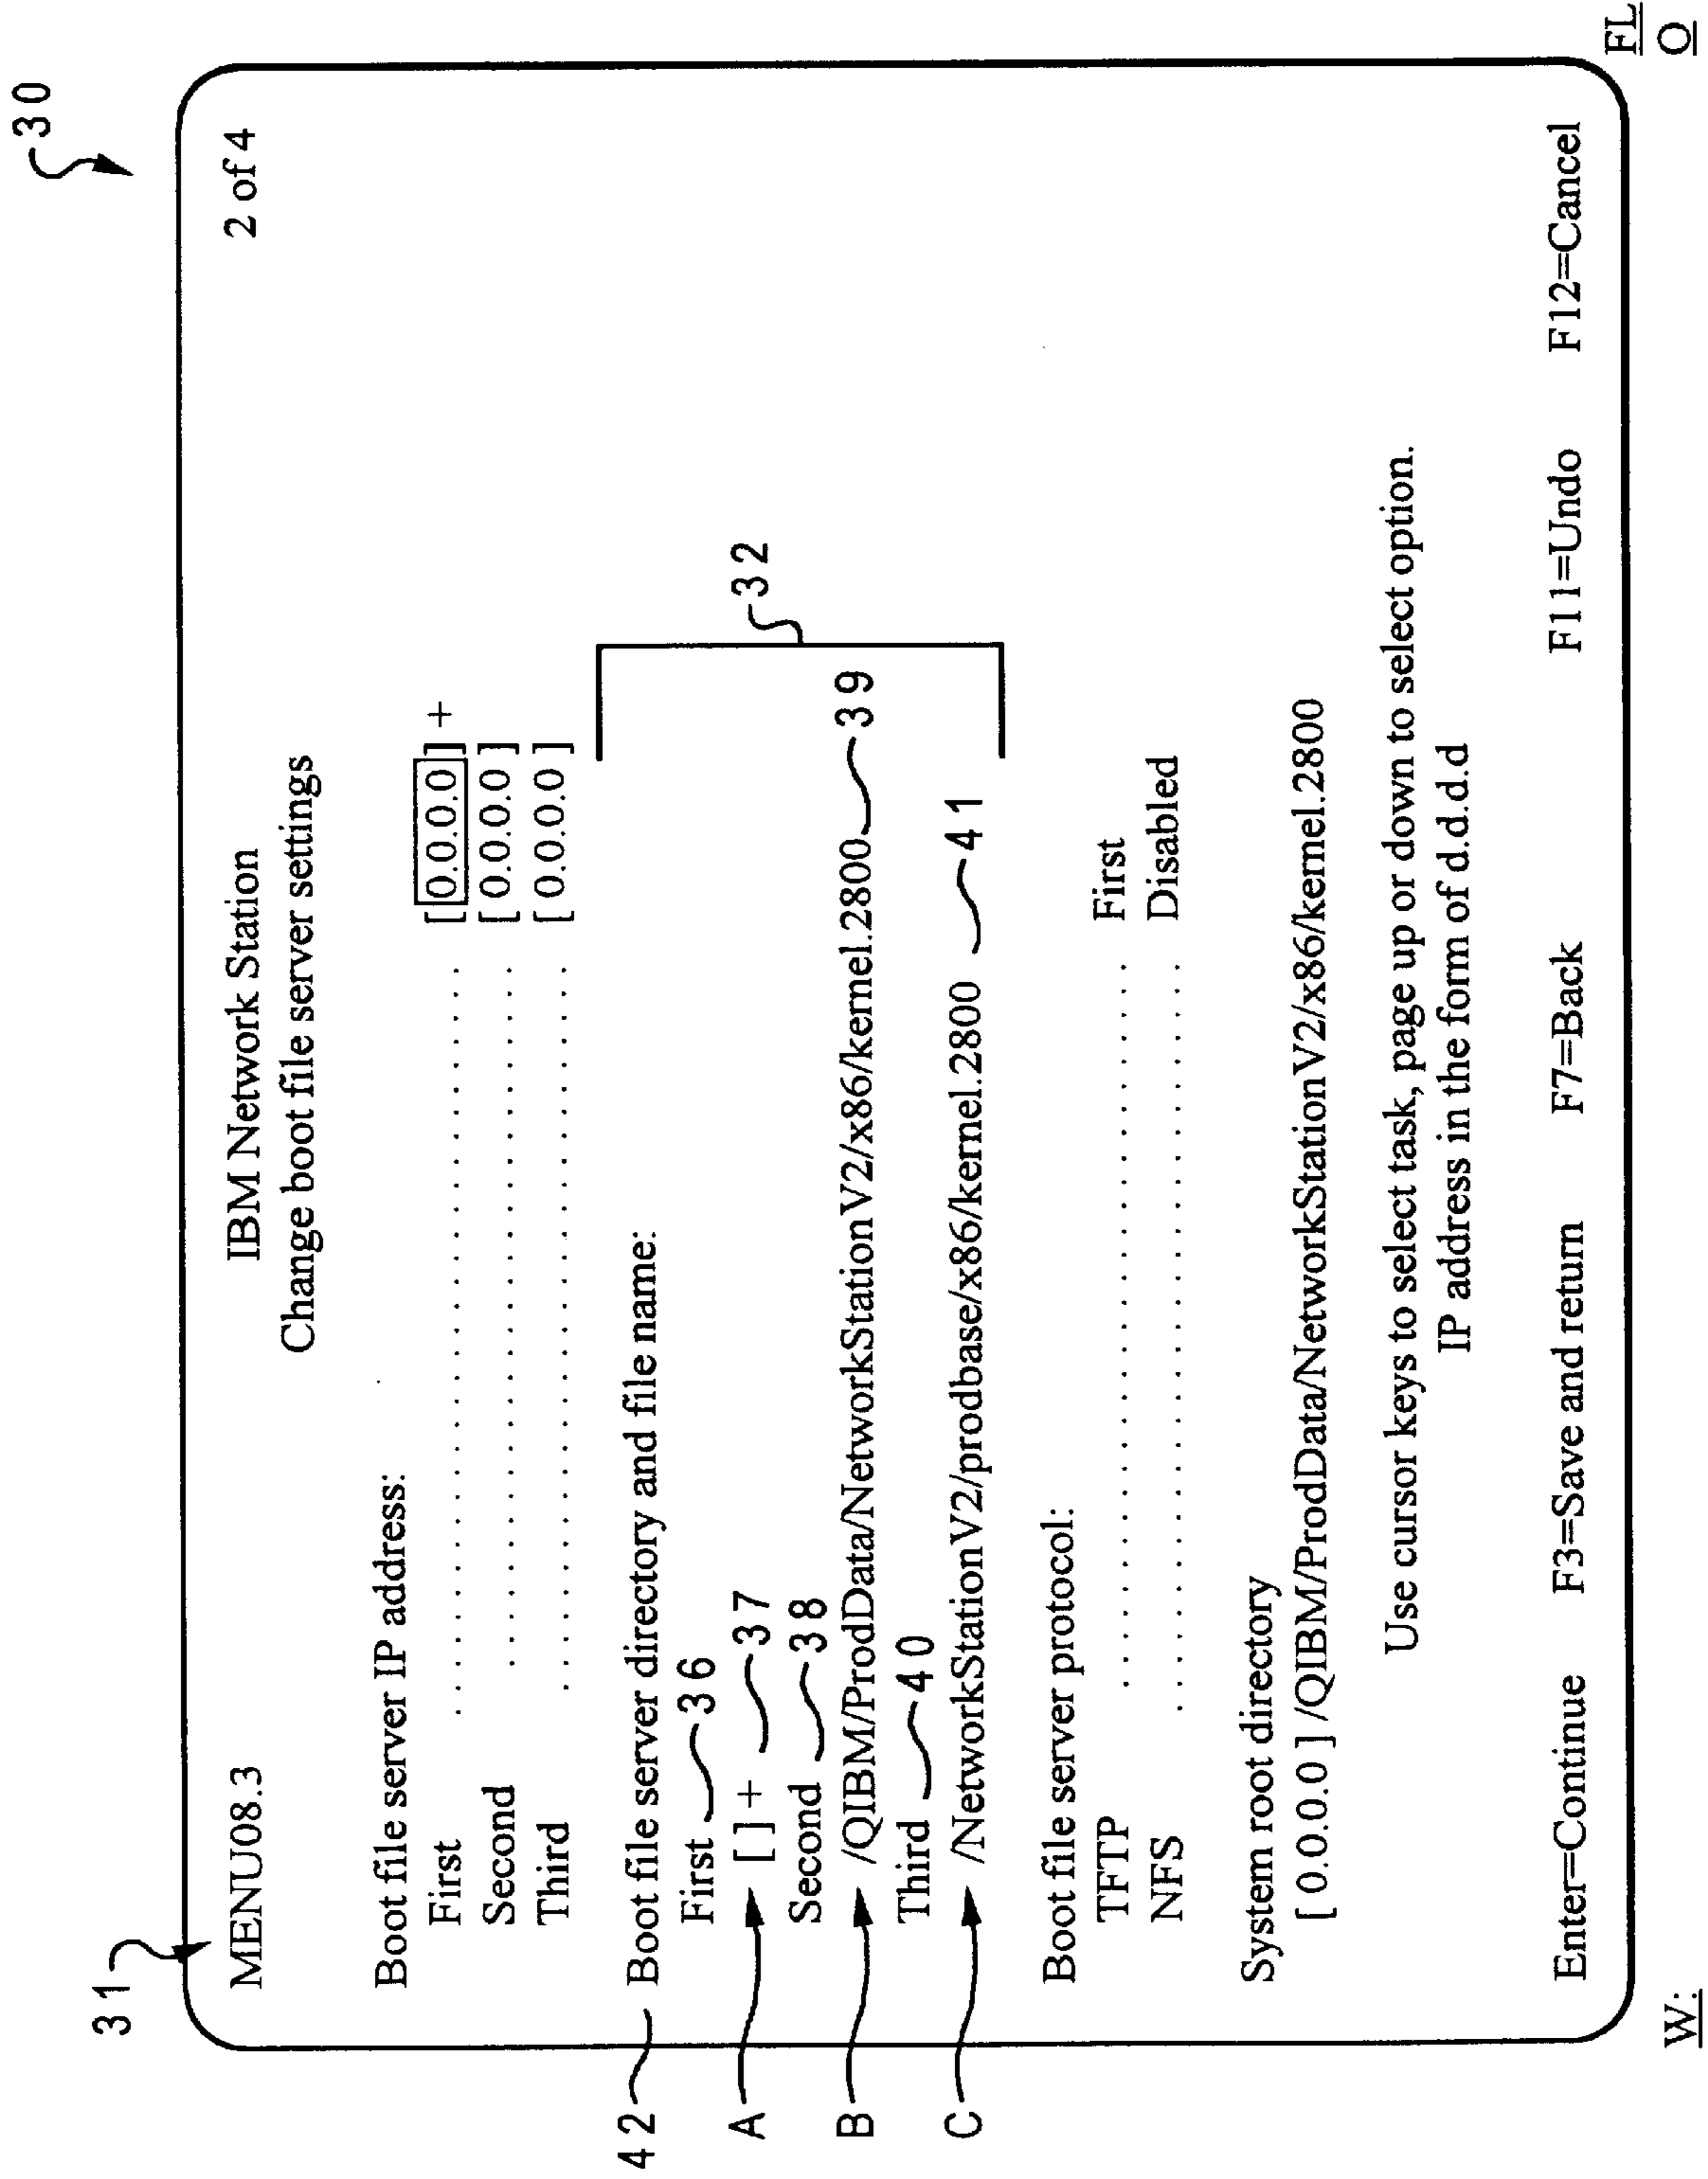 30
31
MENU08.3 IBM Network Station 2 of 4
Change boot file server settings
Boot file server IP address:
First . . . . . . . . . . . . . . . . . . . . . . . . . . . . . . [ 0.0.0.0 ] +
Second . . . . . . . . . . . . . . . . . . . . . . . . . . . . . . [ 0.0.0.0 ]
Third . . . . . . . . . . . . . . . . . . . . . . . . . . . . . . [ 0.0.0.0 ]
42 Boot file server directory and file name:
First 36
A [ ] + 37
32
Second 38
B /QIBM/ProdData/NetworkStationV2/x86/kernel.2800 39
Third 40
C /NetworkStationV2/prodbase/x86/kernel.2800 41
Boot file server protocol:
TFTP . . . . . . . . . . . . . . . . . . . . . . . . . . . . . . First
NFS . . . . . . . . . . . . . . . . . . . . . . . . . . . . . . Disabled
System root directory
[ 0.0.0.0 ] /QIBM/ProdData/NetworkStationV2/x86/kernel.2800
Use cursor keys to select task, page up or down to select option.
IP address in the form of d.d.d.d
Enter=Continue F3=Save and return F7=Back F11=Undo F12=Cancel
W: FL
O